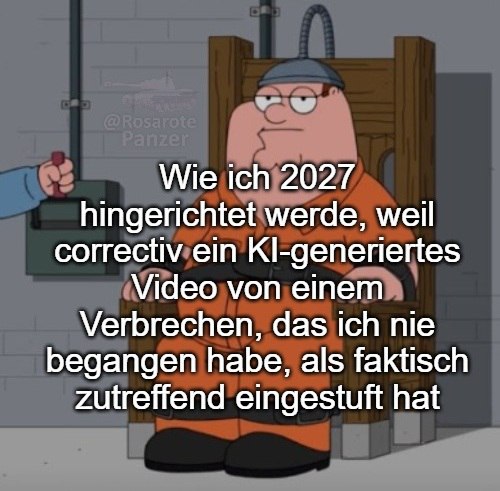 @Rosarote
Panzer
Wie ich 2027
hingerichtet werde, weil
correctiv ein KI-generiertes
Video von einem
Verbrechen, das ich nie
begangen habe, als faktisch
zutreffend eingestuft hat